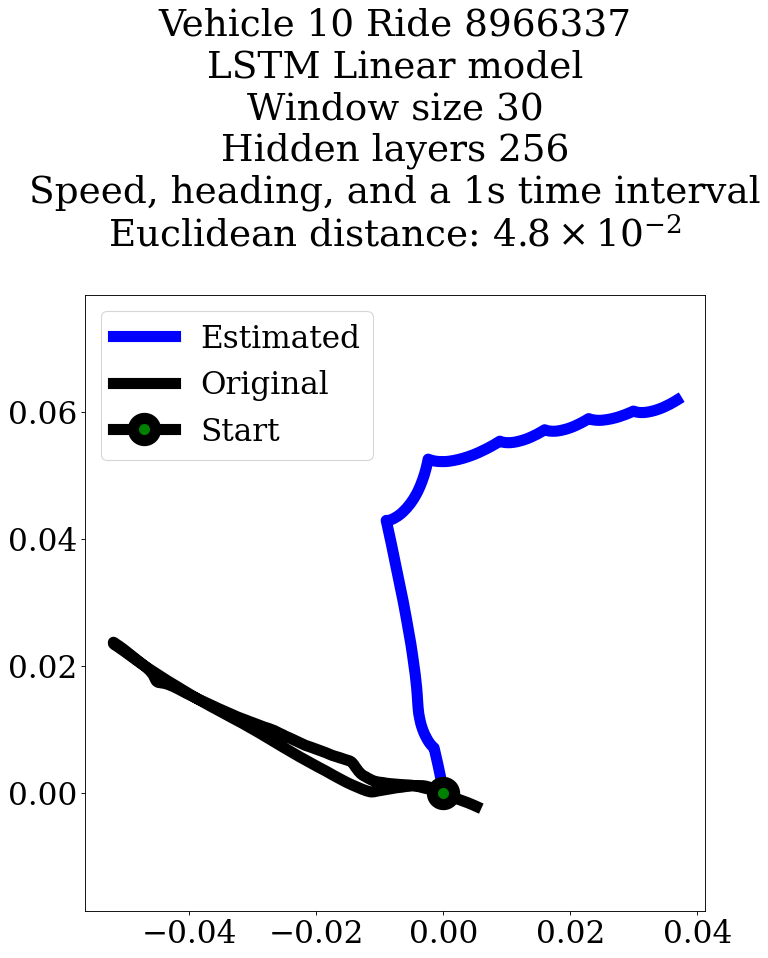 Vehicle 10 Ride 8966337
LSTM Linear model
Window size 30
Hidden layers 256
Speed, heading, and a 1s time interval
Euclidean distance: 4.8 × 10⁻²
Estimated
Original
Start
0.06
0.04
0.02
0.00
−0.04
−0.02
0.00
0.02
0.04